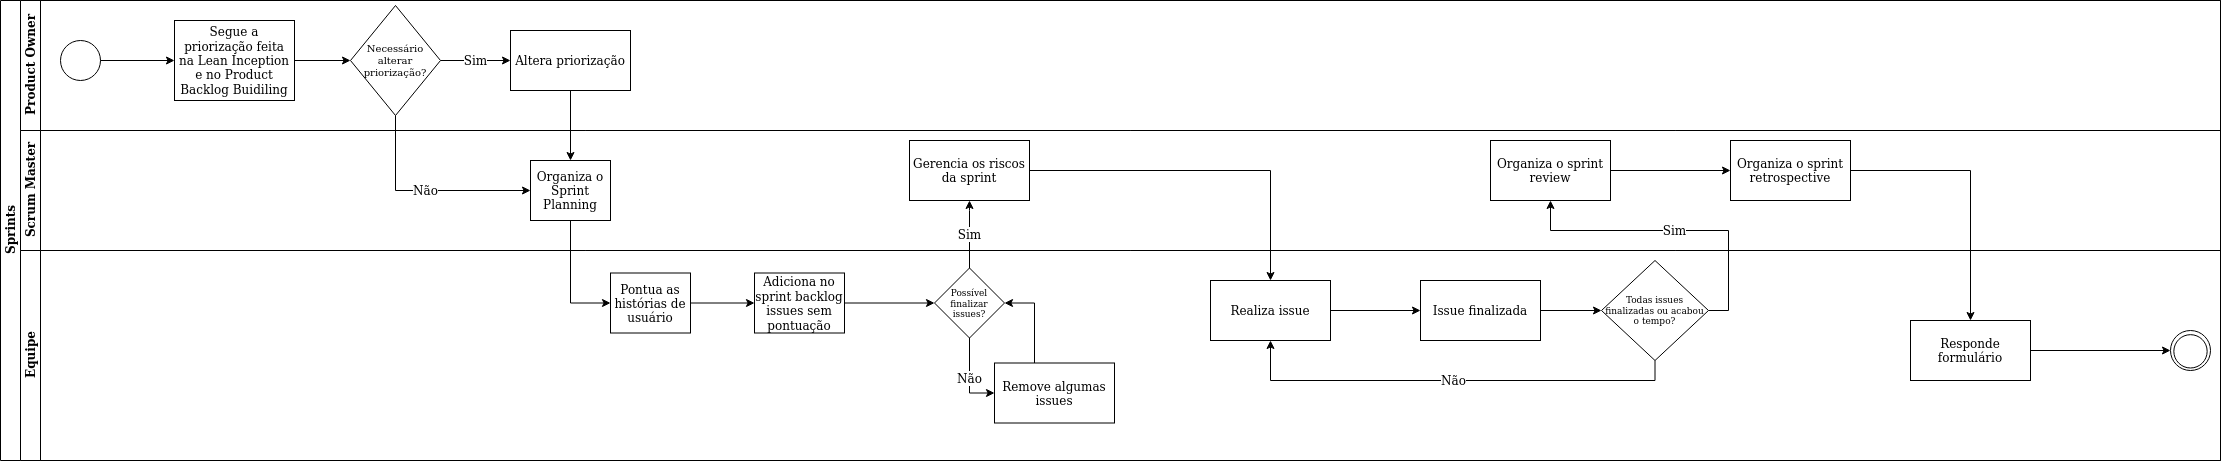 Sprints
Product Owner
Segue a
priorização feita
na Lean Inception
e no Product
Backlog Buidiling
Necessário
alterar
priorização?
Sim
Altera priorização
Não
Scrum Master
Organiza o
Sprint
Planning
Gerencia os riscos
da sprint
Sim
Organiza o sprint
review
Organiza o sprint
retrospective
Sim
Equipe
Pontua as
histórias de
usuário
Adiciona no
sprint backlog
issues sem
pontuação
Possível
finalizar
issues?
Não
Remove algumas
issues
Realiza issue
Issue finalizada
Todas issues
finalizadas ou acabou
o tempo?
Não
Responde
formulário